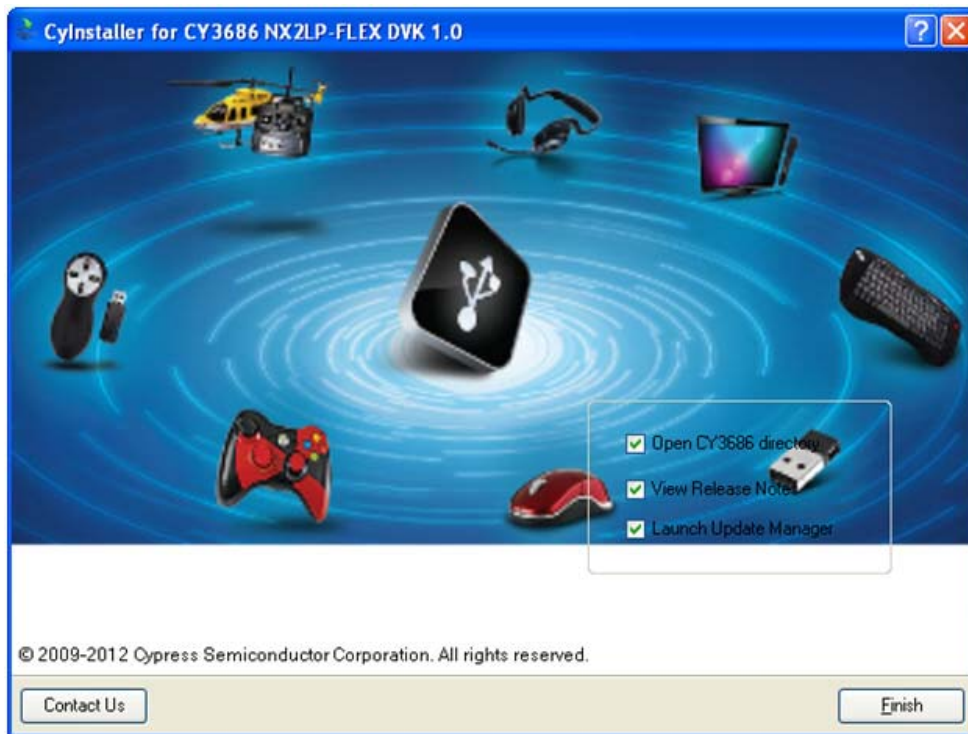 CyInstaller for CY3686 NX2LP-FLEX DVK 1.0
Open CY3686 directory
View Release Notes
Launch Update Manager
© 2009-2012 Cypress Semiconductor Corporation. All rights reserved.
Contact Us
Finish